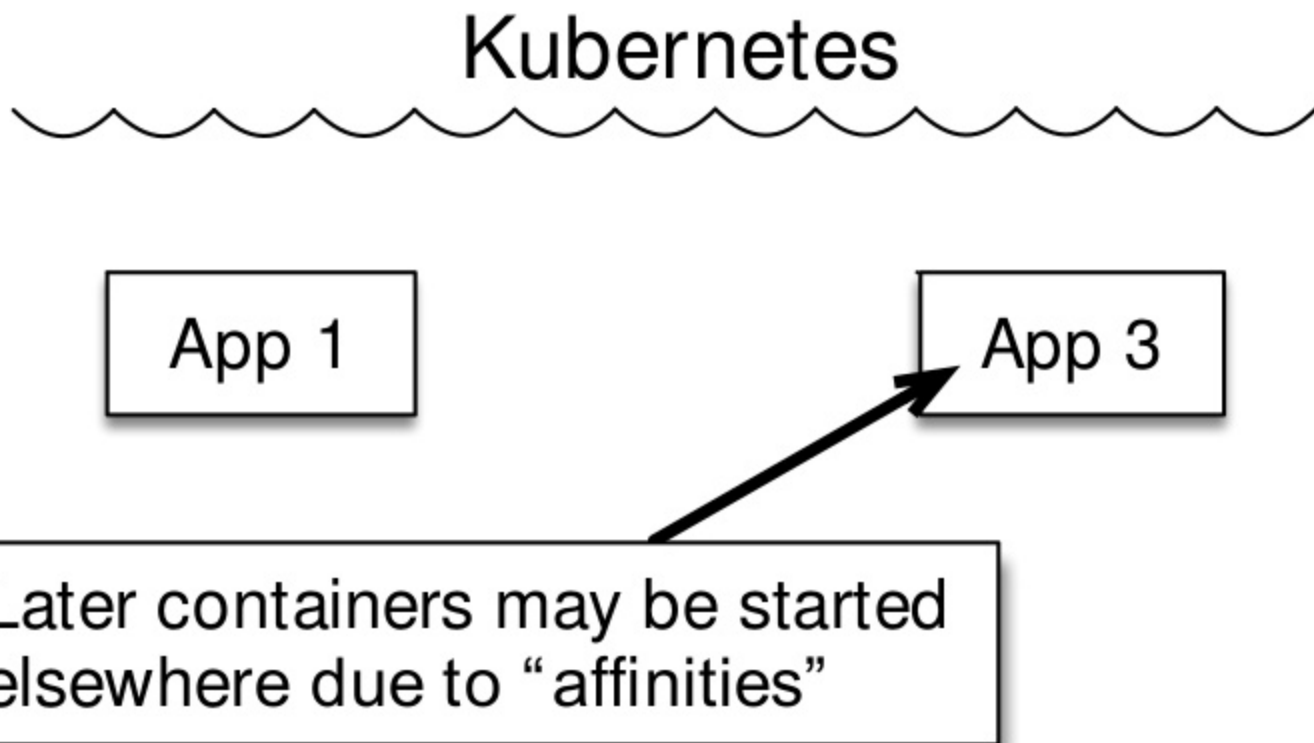 Kubernetes
App 1
App 3
Later containers may be started
elsewhere due to “affinities”